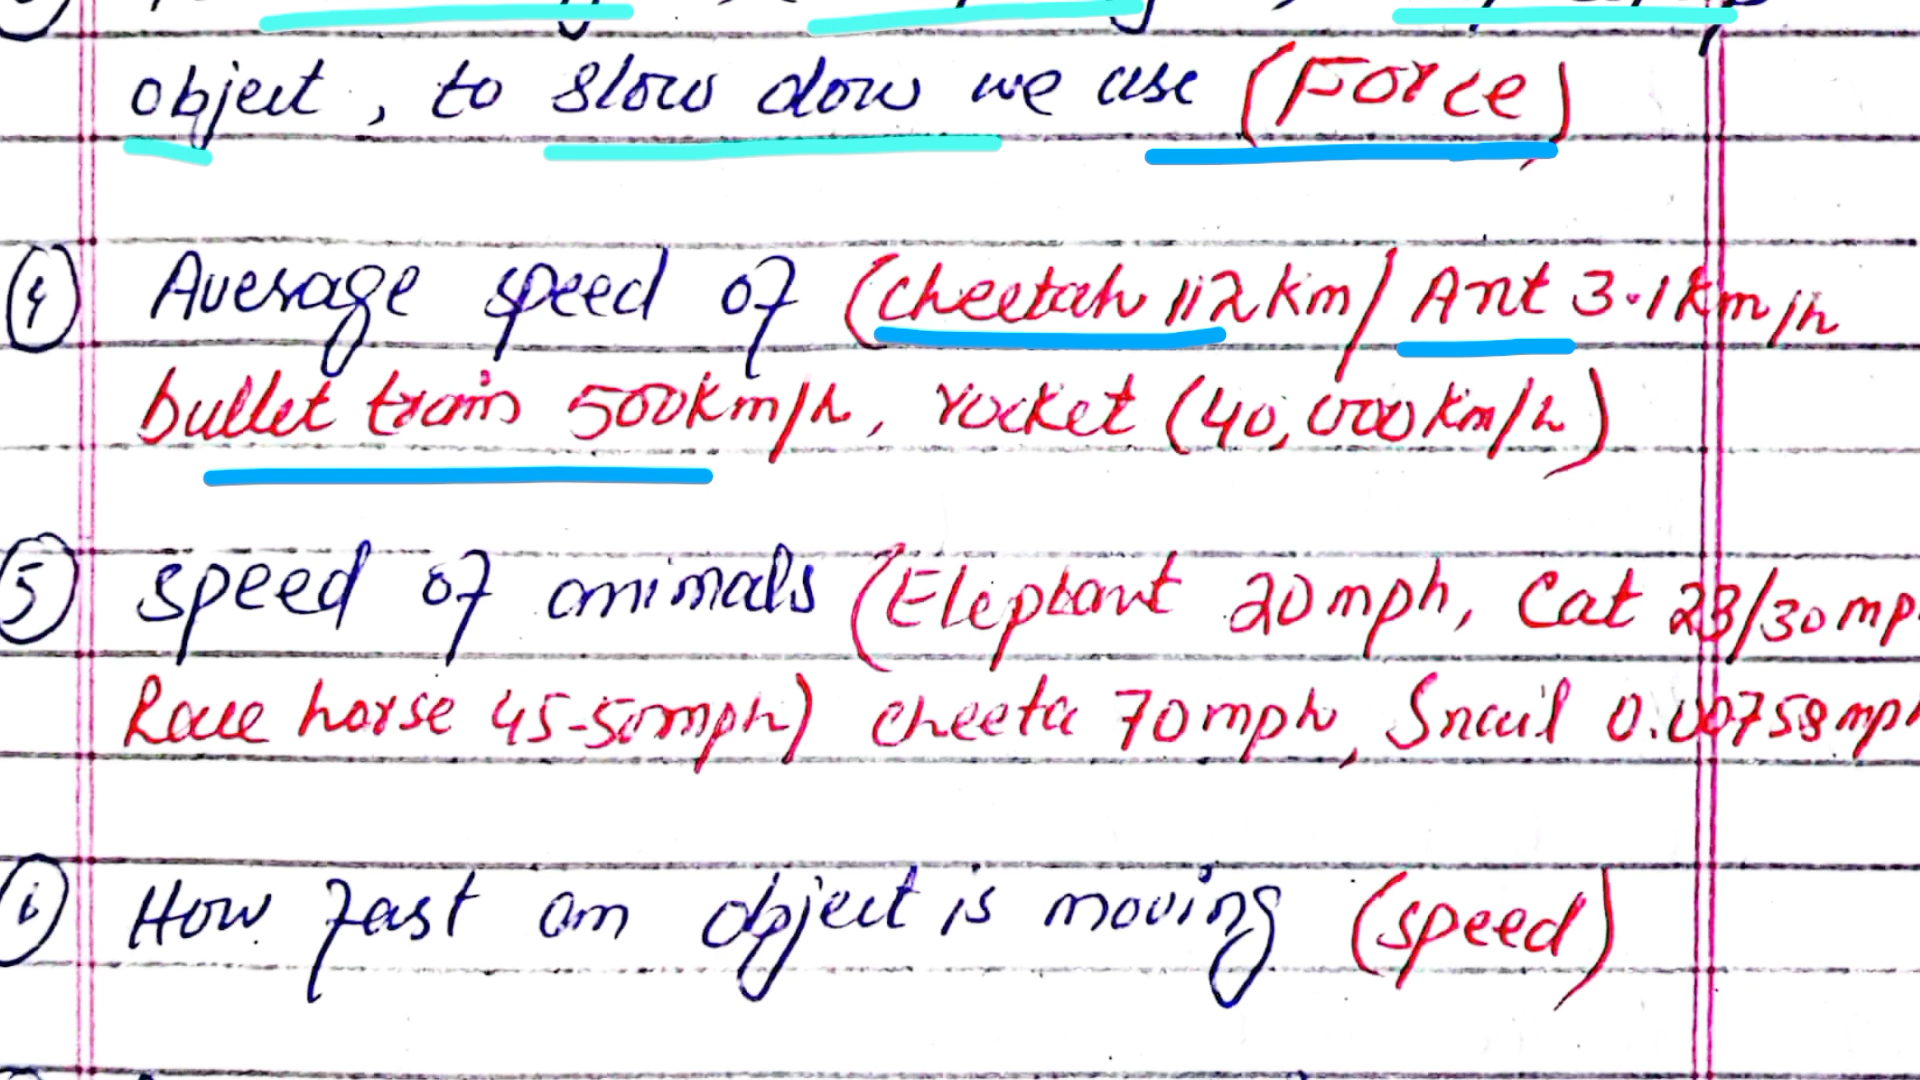 object, to slow dow we use (Force)
④ Average speed of (cheetah 112km/ Ant 3.1km/h
bullet train 500km/h, rocket (40,000km/h)
⑤ speed of animals (Elephant 20mph, Cat 23/30mp
Race horse 45-50mph) cheeta 70mph, Snail 0.00758mph
⑥ How fast an object is moving (speed)